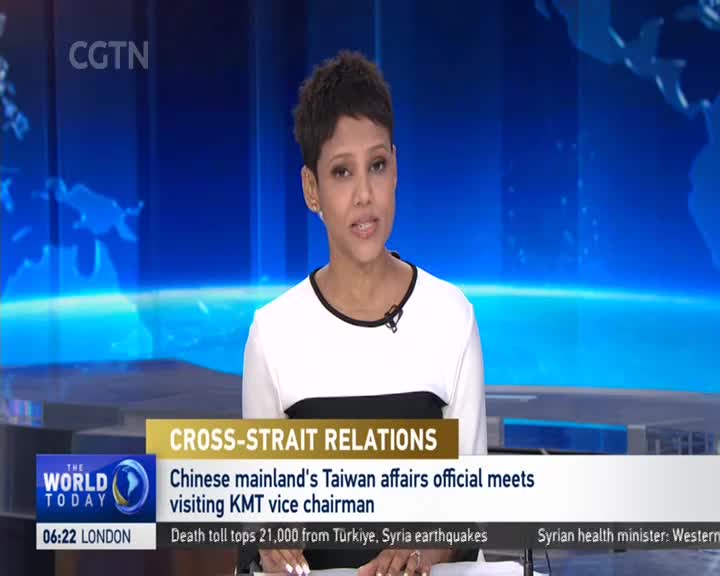 CGTN
CROSS-STRAIT RELATIONS
Chinese mainland's Taiwan affairs official meets
visiting KMT vice chairman
THE
WORLD
TODAY
06:22 LONDON
Death toll tops 21,000 from Türkiye, Syria earthquakes
Syrian health minister: Western